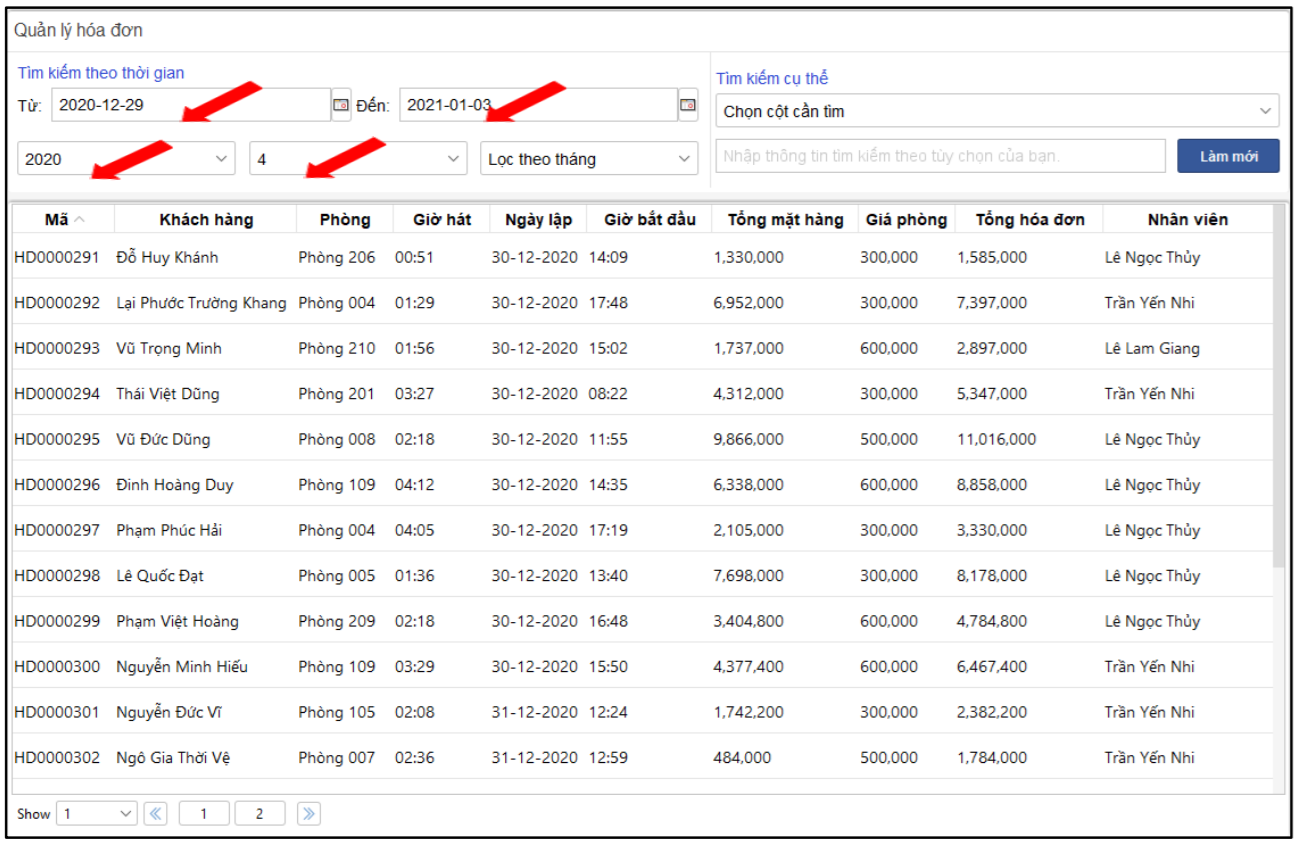 Quản lý hóa đơn
Tìm kiếm theo thời gian
Từ: 2020-12-29 Đến: 2021-01-03
2020 4 Lọc theo tháng
Tìm kiếm cụ thể
Chọn cột cần tìm
Nhập thông tin tìm kiếm theo tùy chọn của bạn. Làm mới
Mã Khách hàng Phòng Giờ hát Ngày lập Giờ bắt đầu Tổng mặt hàng Giá phòng Tổng hóa đơn Nhân viên
HD0000291 Đỗ Huy Khánh Phòng 206 00:51 30-12-2020 14:09 1,330,000 300,000 1,585,000 Lê Ngọc Thủy
HD0000292 Lại Phước Trường Khang Phòng 004 01:29 30-12-2020 17:48 6,952,000 300,000 7,397,000 Trần Yến Nhi
HD0000293 Vũ Trọng Minh Phòng 210 01:56 30-12-2020 15:02 1,737,000 600,000 2,897,000 Lê Lam Giang
HD0000294 Thái Việt Dũng Phòng 201 03:27 30-12-2020 08:22 4,312,000 300,000 5,347,000 Trần Yến Nhi
HD0000295 Vũ Đức Dũng Phòng 008 02:18 30-12-2020 11:55 9,866,000 500,000 11,016,000 Lê Ngọc Thủy
HD0000296 Đinh Hoàng Duy Phòng 109 04:12 30-12-2020 14:35 6,338,000 600,000 8,858,000 Lê Ngọc Thủy
HD0000297 Phạm Phúc Hải Phòng 004 04:05 30-12-2020 17:19 2,105,000 300,000 3,330,000 Lê Ngọc Thủy
HD0000298 Lê Quốc Đạt Phòng 005 01:36 30-12-2020 13:40 7,698,000 300,000 8,178,000 Lê Ngọc Thủy
HD0000299 Phạm Việt Hoàng Phòng 209 02:18 30-12-2020 16:48 3,404,800 600,000 4,784,800 Lê Ngọc Thủy
HD0000300 Nguyễn Minh Hiếu Phòng 109 03:29 30-12-2020 15:50 4,377,400 600,000 6,467,400 Trần Yến Nhi
HD0000301 Nguyễn Đức Vĩ Phòng 105 02:08 31-12-2020 12:24 1,742,200 300,000 2,382,200 Trần Yến Nhi
HD0000302 Ngô Gia Thời Vệ Phòng 007 02:36 31-12-2020 12:59 484,000 500,000 1,784,000 Trần Yến Nhi
Show 1 1 2